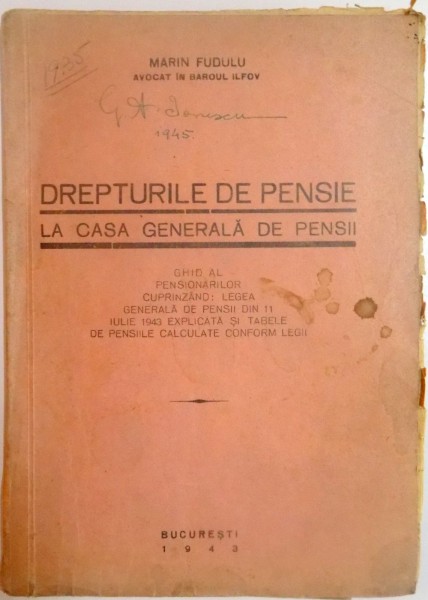 MARIN FUDULU
AVOCAT ÎN BAROUL ILFOV
1945.
DREPTURILE DE PENSIE
LA CASA GENERALĂ DE PENSII
GHID AL
PENSIONARILOR
CUPRINZÂND: LEGEA
GENERALĂ DE PENSII DIN 11
IULIE 1943 EXPLICATĂ ȘI TABELE
DE PENSIILE CALCULATE CONFORM LEGII
BUCUREȘTI
1943